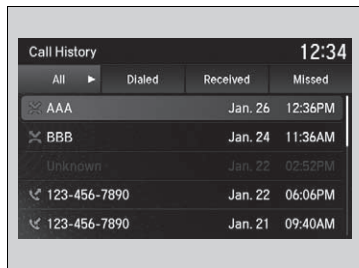 Call History 12:34
All Dialed Received Missed
AAA Jan. 26 12:36PM
BBB Jan. 24 11:36AM
Unknown Jan. 22 02:52PM
123-456-7890 Jan. 22 06:06PM
123-456-7890 Jan. 21 09:40AM